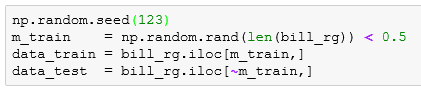 np.random.seed(123)
m_train    = np.random.rand(len(bill_rg)) < 0.5
data_train = bill_rg.iloc[m_train,]
data_test  = bill_rg.iloc[~m_train,]